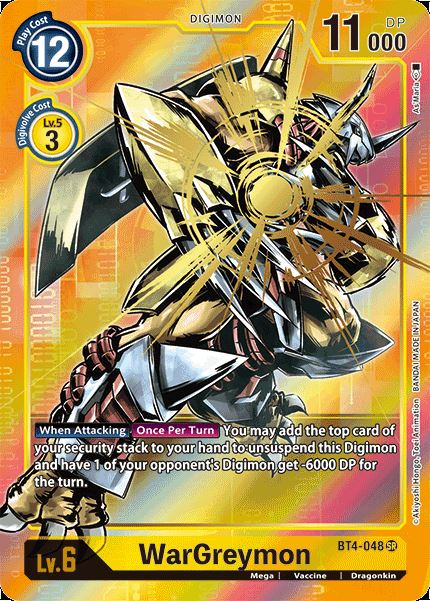 Play Cost
12
DIGIMON
DP
11 000
Digivolve Cost
Lv.5
3
AsMaria
©Akiyoshi Hongo, Toei Animation BANDAI MADE IN JAPAN
When Attacking Once Per Turn You may add the top card of
your security stack to your hand to unsuspend this Digimon
and have 1 of your opponent's Digimon get -6000 DP for
the turn.
Lv.6
WarGreymon
BT4-048 SR
Mega | Vaccine | Dragonkin